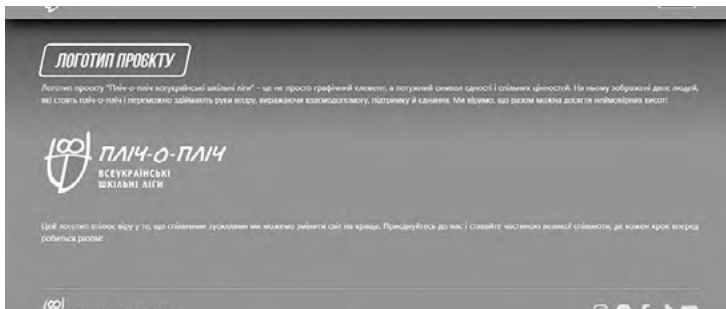 ЛОГОТИП ПРОЄКТУ
Логотип проєкту "Пліч-о-пліч всеукраїнські шкільні ліги" – це не просто графічний елемент, а потужний символ єдності і спільних цінностей. На ньому зображені двоє людей,
які стоять пліч-о-пліч і переможно здіймають руки вгору, виражаючи взаємодопомогу, підтримку й єднання. Ми віримо, що разом можна досягти неймовірних висот!
ПЛІЧ-О-ПЛІЧ
ВСЕУКРАЇНСЬКІ
ШКІЛЬНІ ЛІГИ
Цей логотип втілює віру у те, що спільними зусиллями ми можемо змінити світ на краще. Приєднуйтесь до нас і ставайте частиною великої спільноти, де кожен крок вперед
робиться разом!